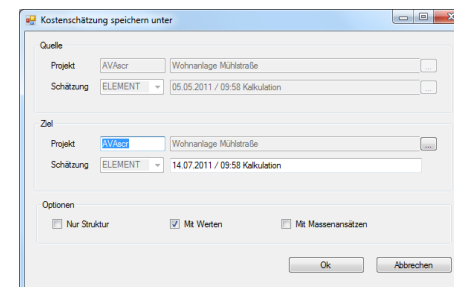 Kostenschätzung speichern unter
Quelle
Projekt AVAscr Wohnanlage Mühlstraße ...
Schätzung ELEMENT 05.05.2011 / 09:58 Kalkulation ...
Ziel
Projekt AVAscr Wohnanlage Mühlstraße ...
Schätzung ELEMENT 14.07.2011 / 09:58 Kalkulation
Optionen
Nur Struktur Mit Werten Mit Massenansätzen
Ok Abbrechen